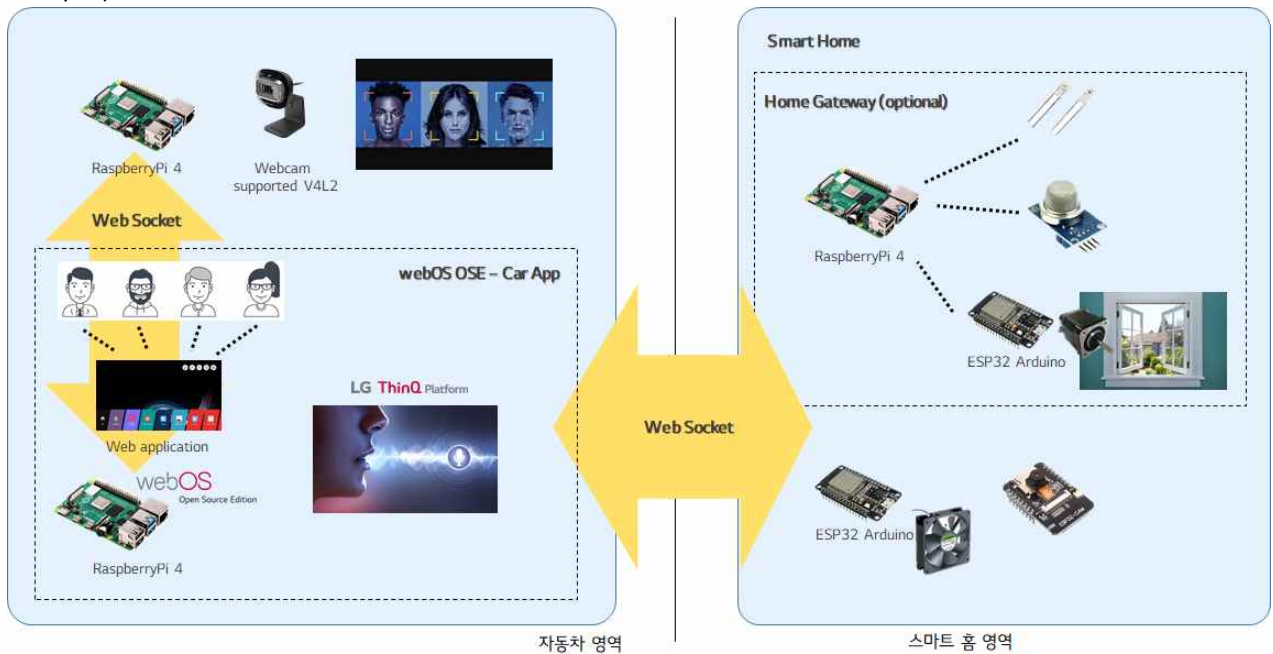 RaspberryPi 4
Webcam
supported V4L2
Web Socket
webOS OSE – Car App
Web application
webOS
Open Source Edition
RaspberryPi 4
LG ThinQ Platform
자동차 영역
Web Socket
Smart Home
Home Gateway (optional)
RaspberryPi 4
ESP32 Arduino
ESP32 Arduino
ESP32-CAM
스마트 홈 영역